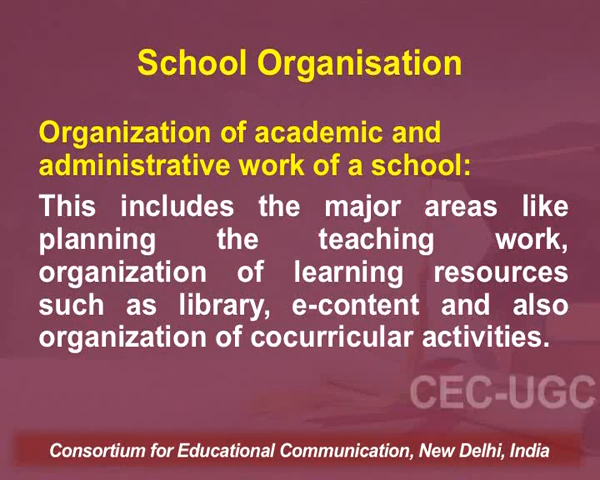 School Organisation
Organization of academic and
administrative work of a school:
This includes the major areas like
planning the teaching work,
organization of learning resources
such as library, e-content and also
organization of cocurricular activities.
CEC-UGC
Consortium for Educational Communication, New Delhi, India